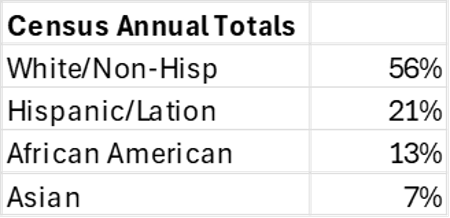 Census Annual Totals
White/Non-Hisp 56%
Hispanic/Lation 21%
African American 13%
Asian 7%